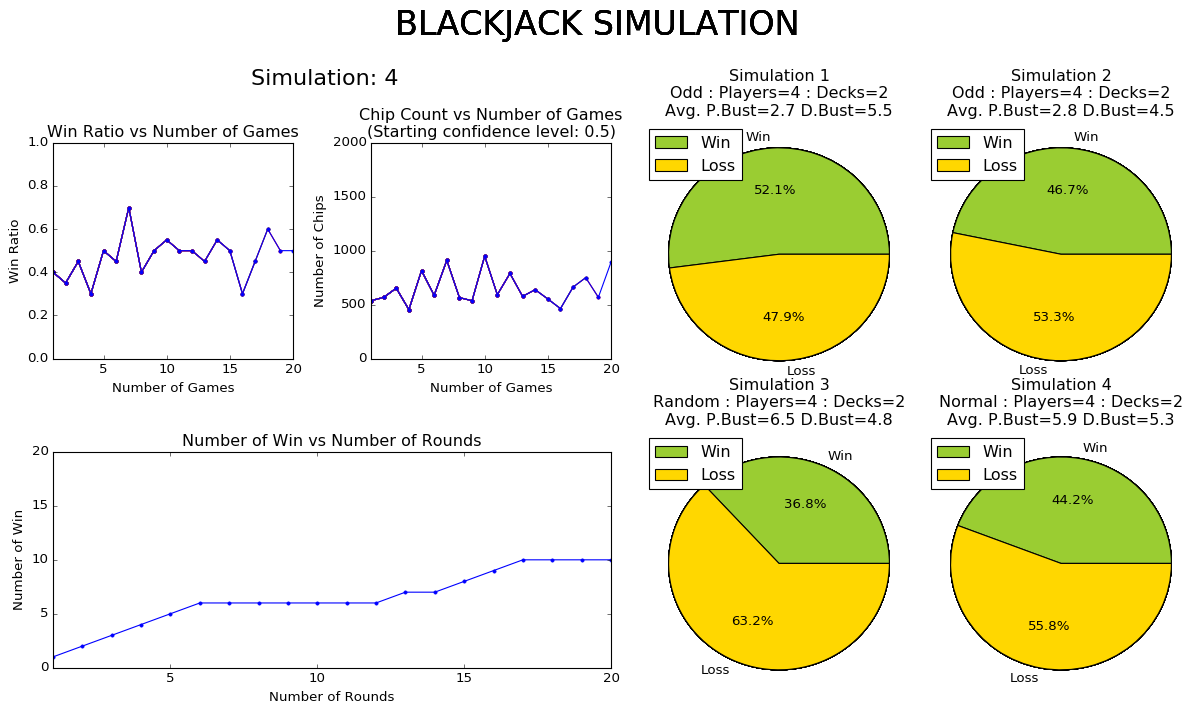 BLACKJACK SIMULATION
Simulation: 4
Win Ratio vs Number of Games
1.0
0.8
0.6
0.4
0.2
0.0
Win Ratio
5
10
15
20
Number of Games
Chip Count vs Number of Games
(Starting confidence level: 0.5)
2000
1500
1000
500
0
Number of Chips
5
10
15
20
Number of Games
Number of Win vs Number of Rounds
20
15
10
5
0
Number of Win
5
10
15
20
Number of Rounds
Simulation 1
Odd : Players=4 : Decks=2
Avg. P.Bust=2.7 D.Bust=5.5
Win
Loss
Win
52.1%
47.9%
Loss
Simulation 2
Odd : Players=4 : Decks=2
Avg. P.Bust=2.8 D.Bust=4.5
Win
Loss
Win
46.7%
53.3%
Loss
Simulation 3
Random : Players=4 : Decks=2
Avg. P.Bust=6.5 D.Bust=4.8
Win
Loss
Win
36.8%
63.2%
Loss
Simulation 4
Normal : Players=4 : Decks=2
Avg. P.Bust=5.9 D.Bust=5.3
Win
Loss
Win
44.2%
55.8%
Loss